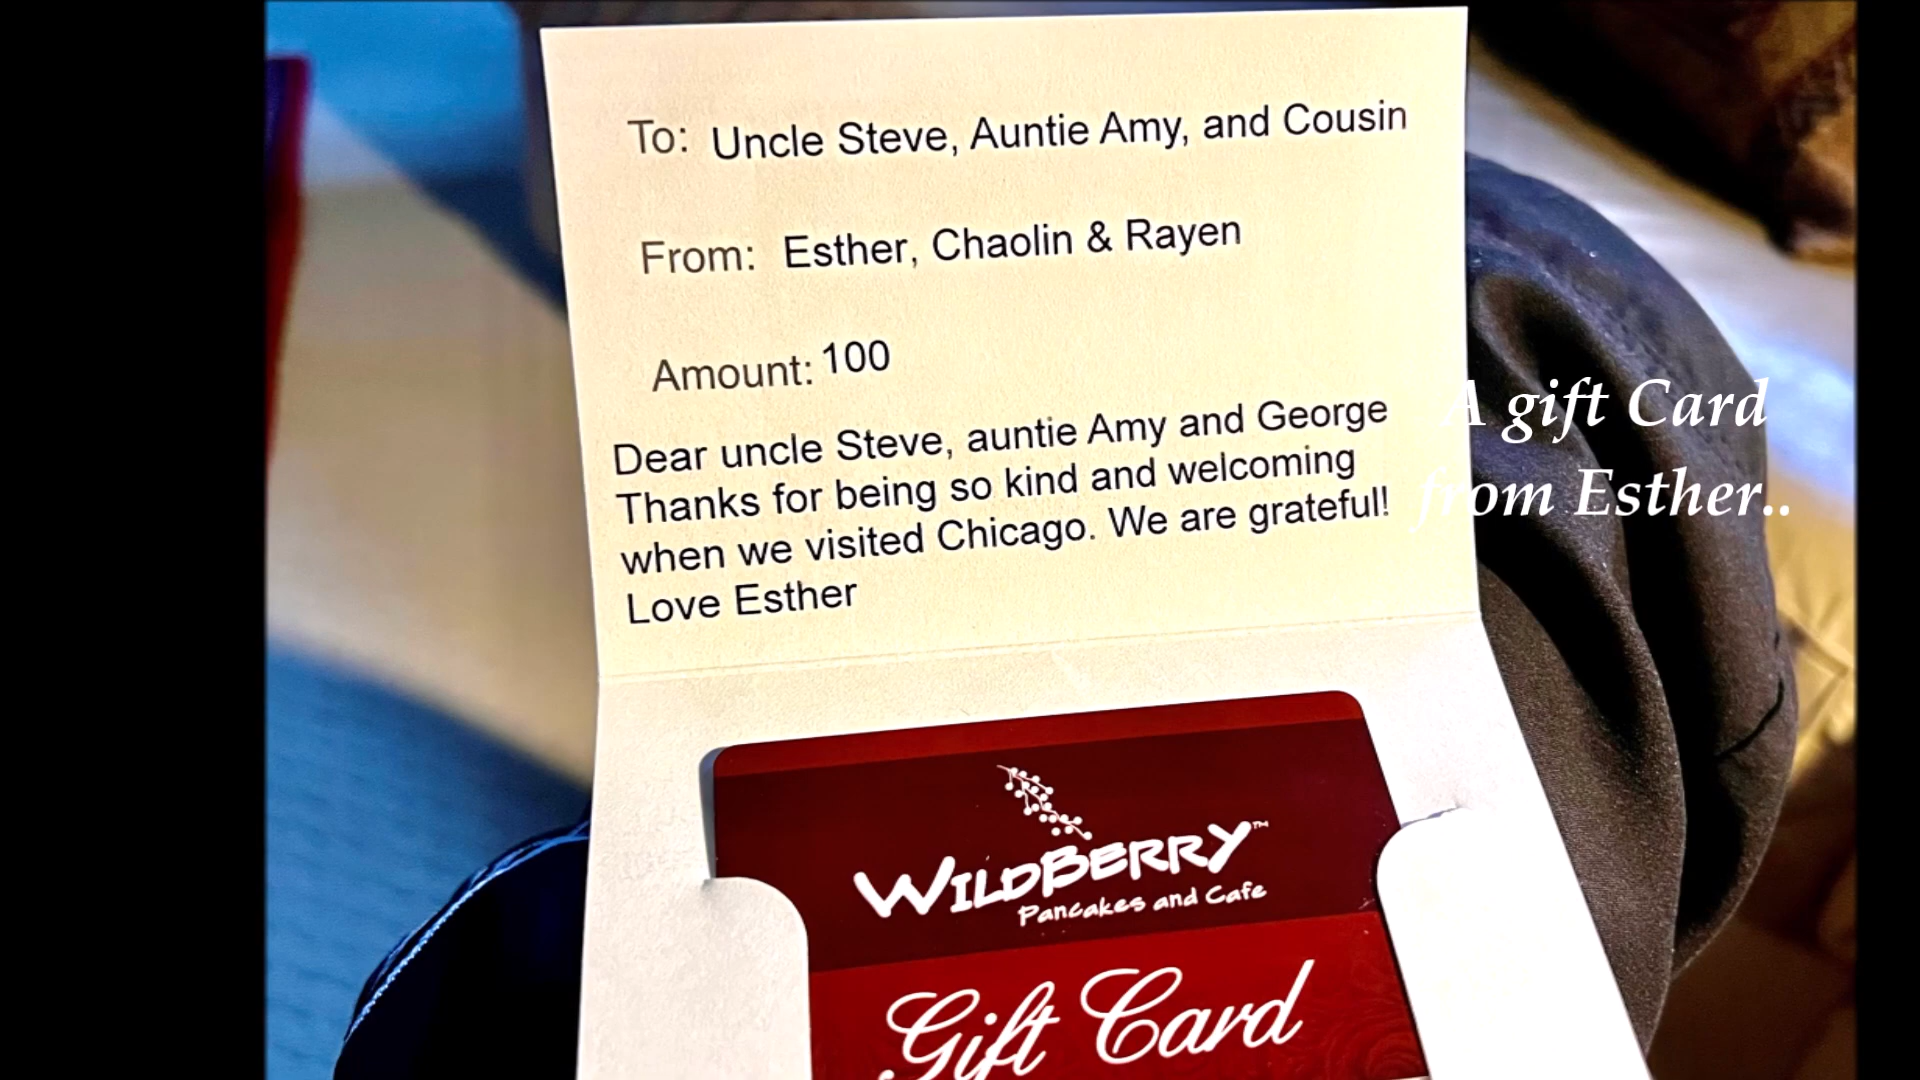 To: Uncle Steve, Auntie Amy, and Cousin
From: Esther, Chaolin & Rayen
Amount: 100
Dear uncle Steve, auntie Amy and George
Thanks for being so kind and welcoming
when we visited Chicago. We are grateful!
Love Esther
A gift Card
from Esther..
WILDBERRY™
Pancakes and Cafe
Gift Card